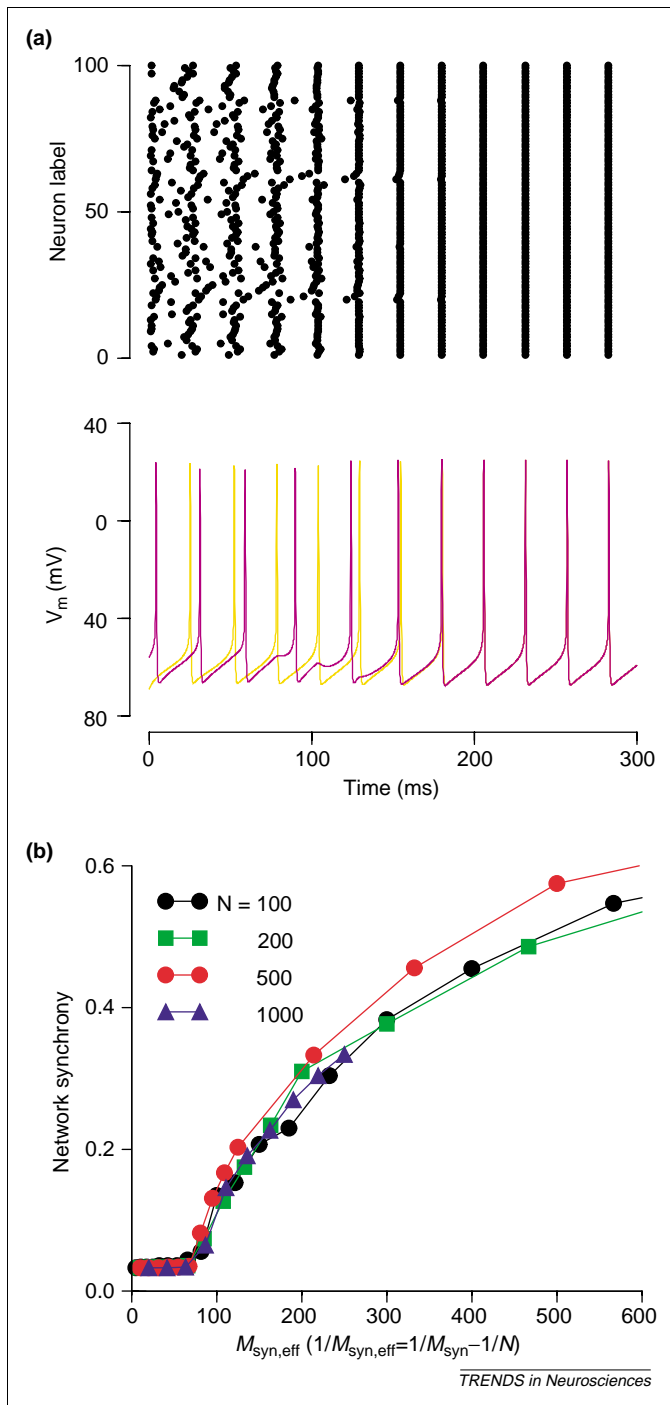 (a)
100
50
0
Neuron label
40
0
40
80
V_m (mV)
0 100 200 300
Time (ms)
(b)
0.6
0.4
0.2
0.0
Network synchrony
N = 100
200
500
1000
0 100 200 300 400 500 600
M_syn,eff (1/M_syn,eff=1/M_syn–1/N)
TRENDS in Neurosciences